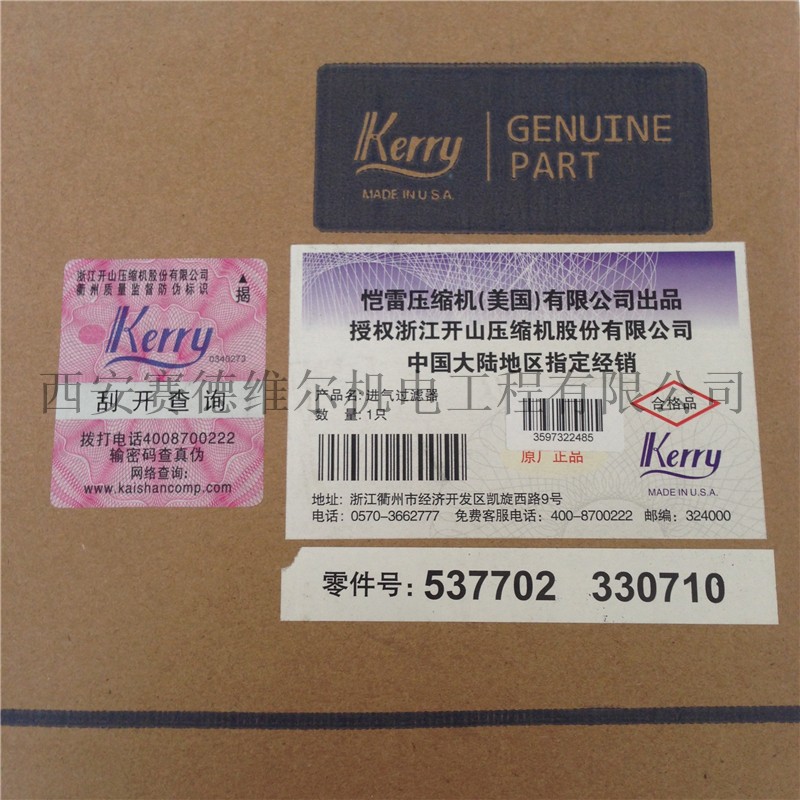 Kerry
MADE IN U.S.A.
GENUINE
PART
浙江开山压缩机股份有限公司
衢州质量监督防伪标识
揭
Kerry
0340273
刮开查询
拨打电话4008700222
输密码查真伪
网络查询:
www.kaishancomp.com
恺雷压缩机(美国)有限公司出品
授权浙江开山压缩机股份有限公司
中国大陆地区指定经销
产品名:进气过滤器
数 量:1只
3597322485
原厂正品
合格品
Kerry
MADE IN U.S.A.
地址: 浙江衢州市经济开发区凯旋西路9号
电话: 0570-3662777 免费客服电话: 400-8700222 邮编: 324000
零件号: 537702 330710
西安赛德维尔机电工程有限公司